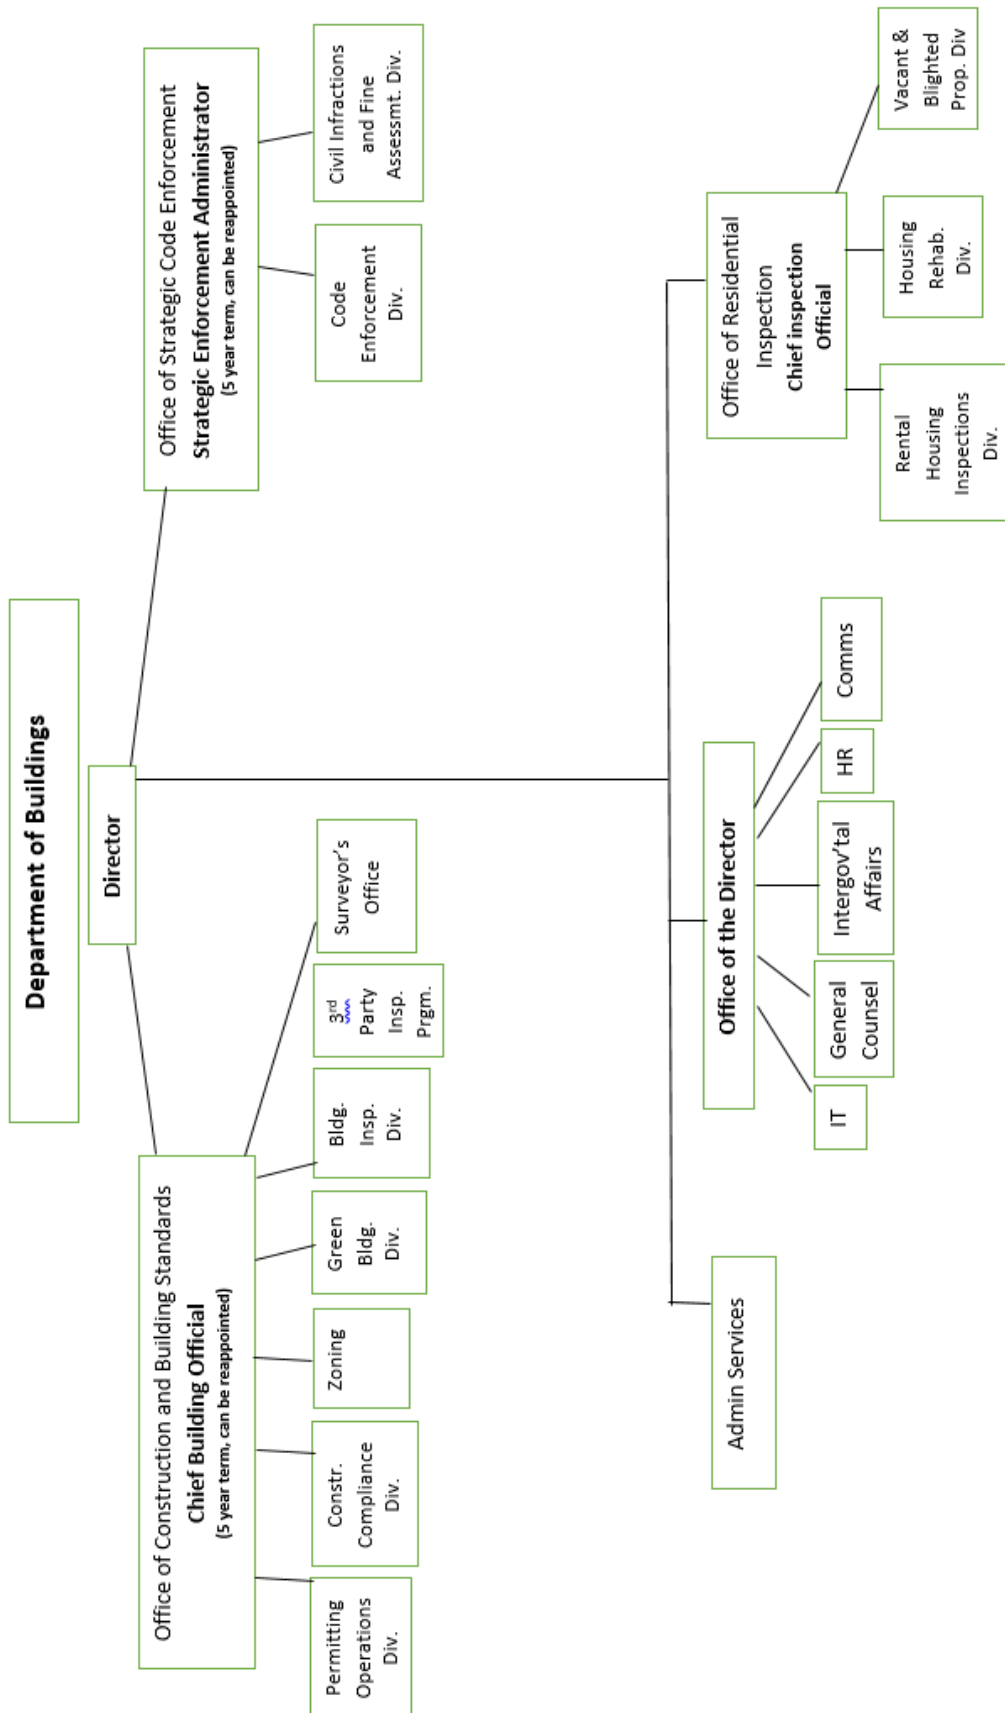 Department of Buildings
Director
Office of Construction and Building Standards
Chief Building Official
(5 year term, can be reappointed)
Office of Strategic Code Enforcement
Strategic Enforcement Administrator
(5 year term, can be reappointed)
Permitting
Operations
Div.
Constr.
Compliance
Div.
Zoning
Green
Bldg.
Div.
Bldg.
Insp.
Div.
3rd
Party
Insp.
Prgm.
Surveyor's
Office
Code
Enforcement
Div.
Civil Infractions
and Fine
Assessmt. Div.
Admin Services
Office of the Director
Office of Residential
Inspection
Chief inspection
Official
IT
General
Counsel
Intergov'tal
Affairs
HR
Comms
Rental
Housing
Inspections
Div.
Housing
Rehab.
Div.
Vacant &
Blighted
Prop. Div